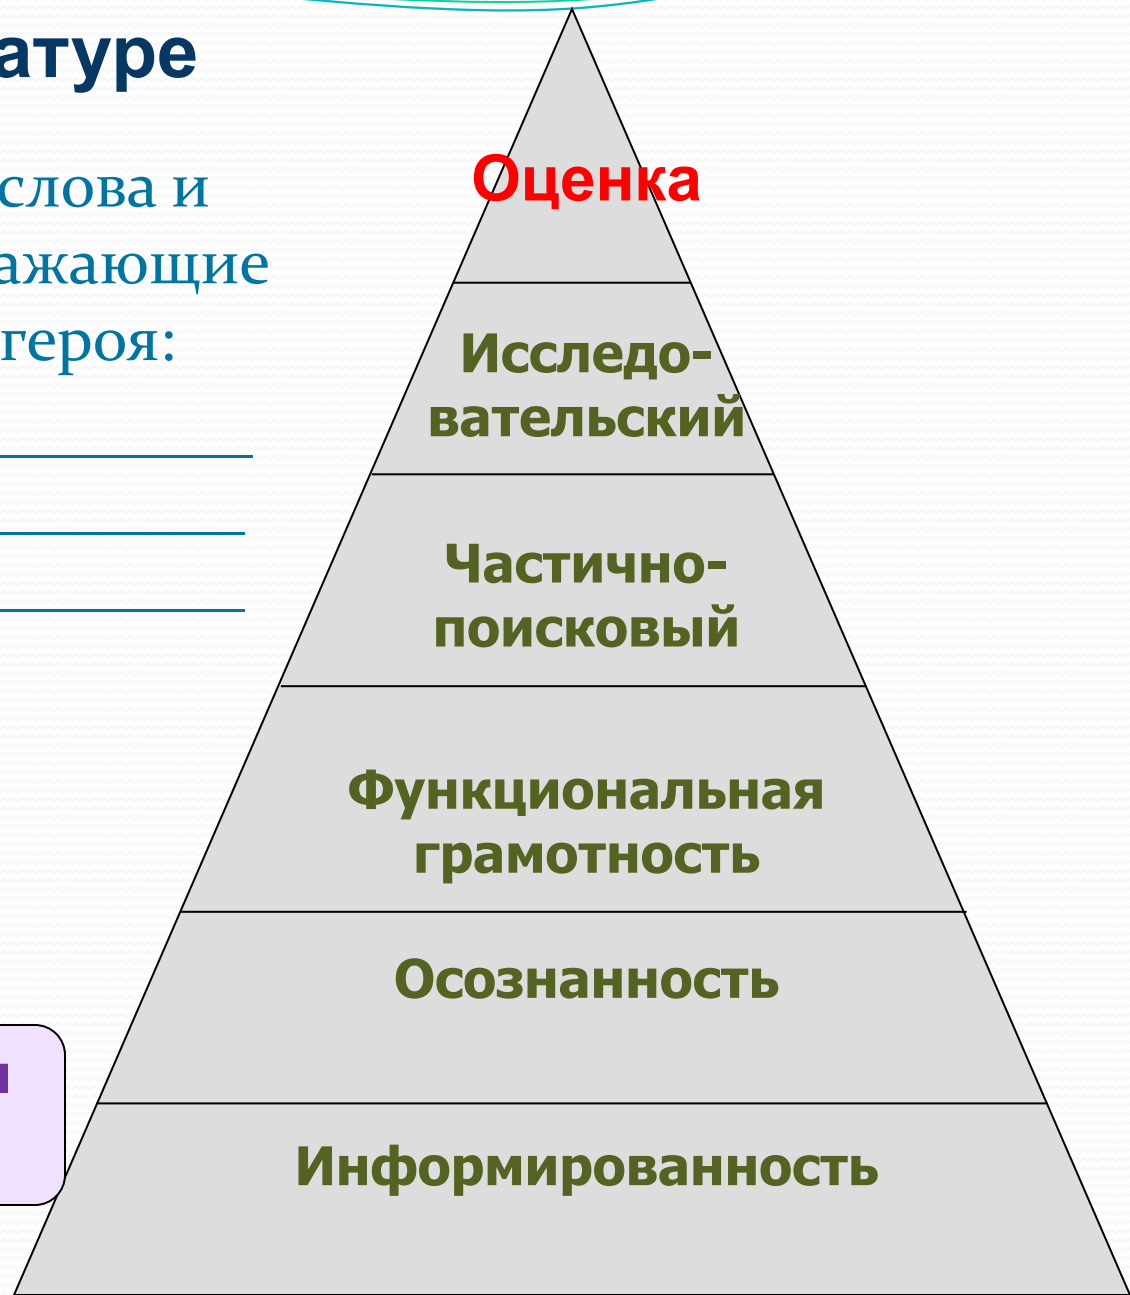 атуре
слова и
ажающие
героя:
Оценка
Исследо-
вательский
Частично-
поисковый
Функциональная
грамотность
Осознанность
Информированность